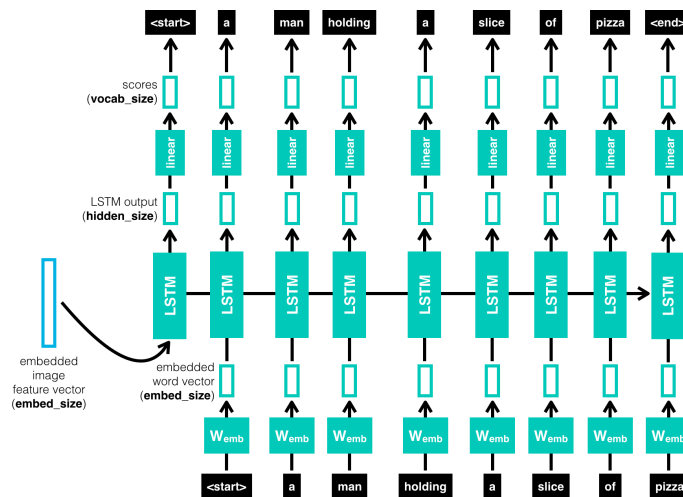 <start> a man holding a slice of pizza <end>
scores
(vocab_size)
linear linear linear linear linear linear linear linear linear
LSTM output
(hidden_size)
LSTM LSTM LSTM LSTM LSTM LSTM LSTM LSTM LSTM
embedded
image
feature vector
(embed_size)
embedded
word vector
(embed_size)
Wemb Wemb Wemb Wemb Wemb Wemb Wemb Wemb
<start> a man holding a slice of pizza